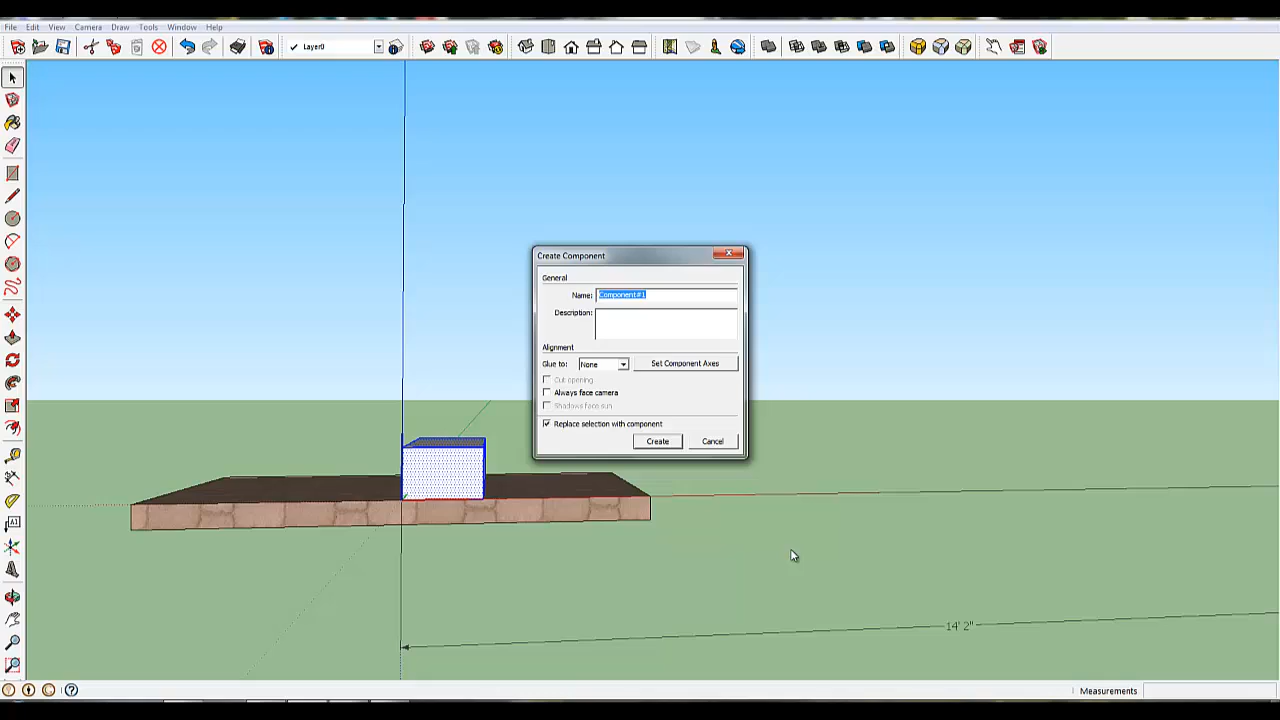 File Edit View Camera Draw Tools Window Help
Layer0
Create Component
General
Name: Component#1
Description:
Alignment
Glue to: None Set Component Axes
Cut opening
Always face camera
Shadows face sun
Replace selection with component
Create Cancel
14' 2"
Measurements